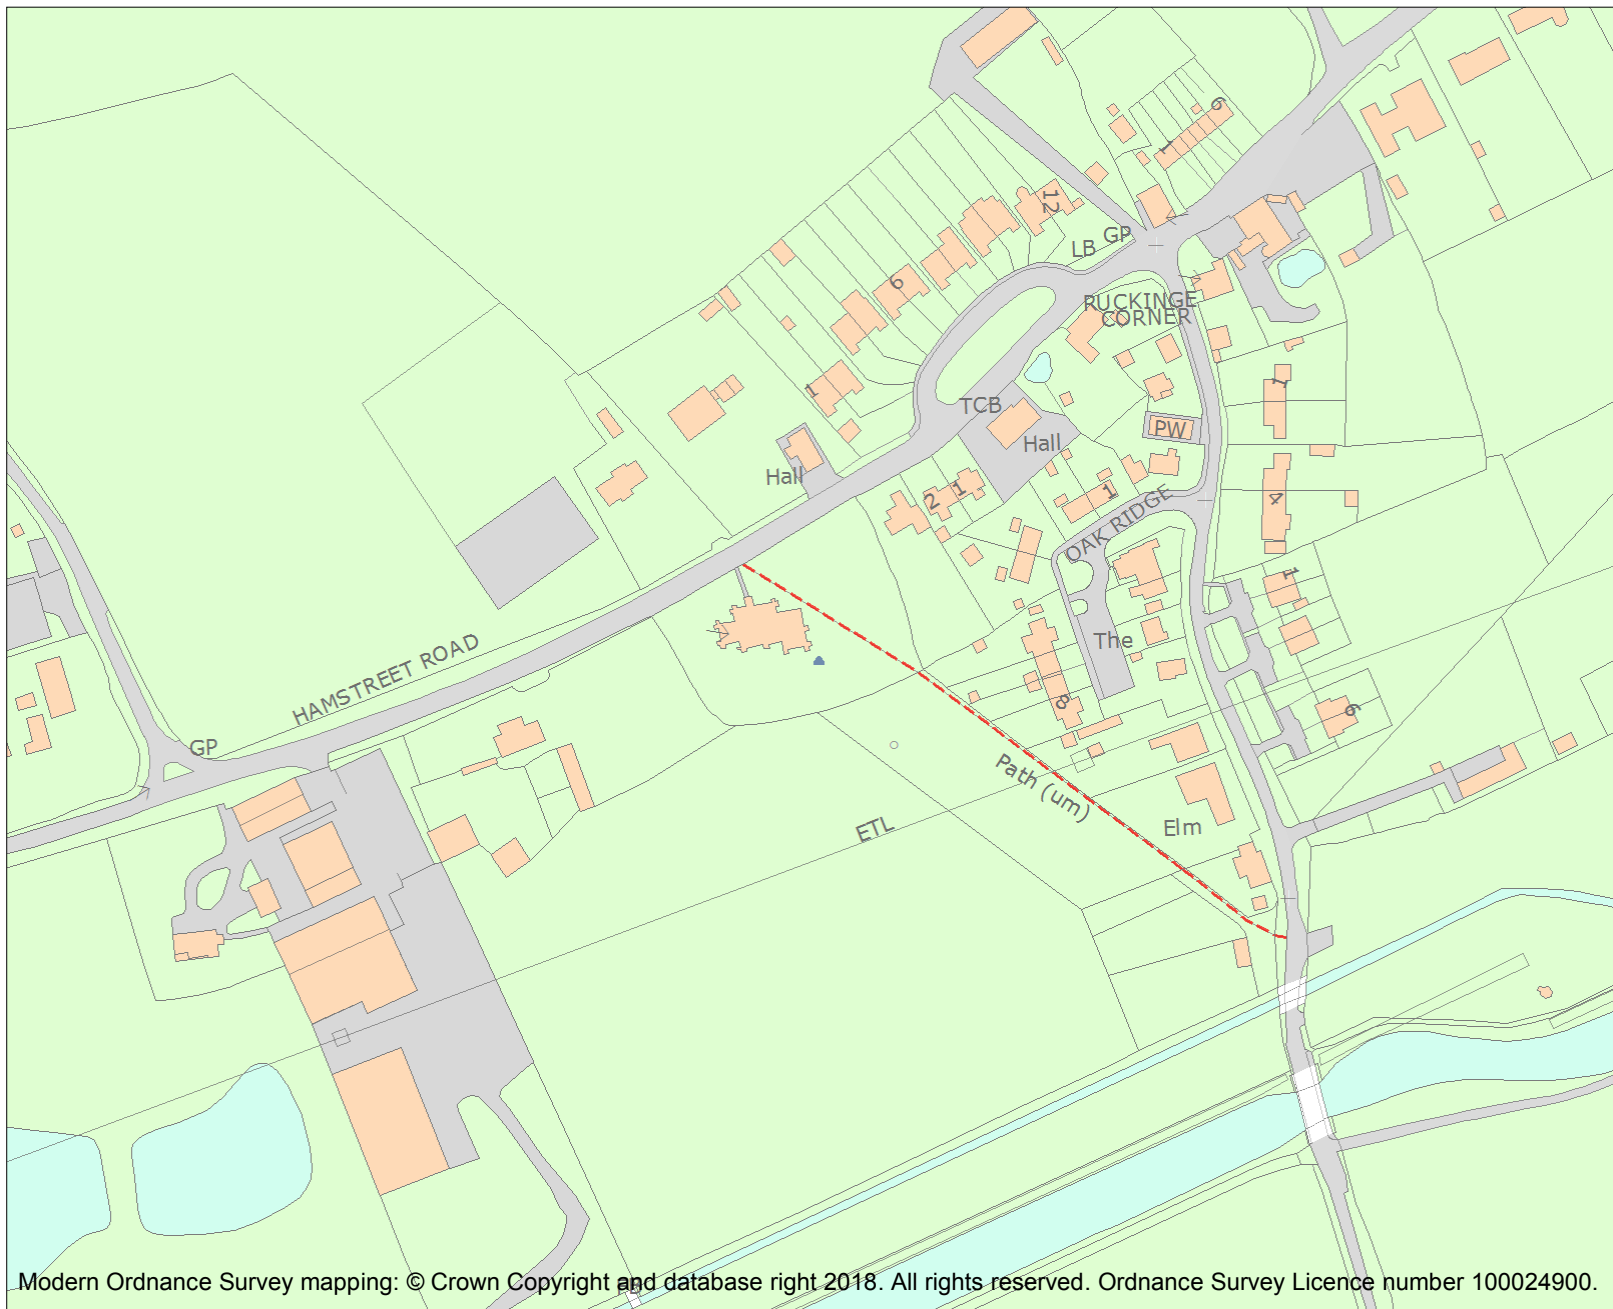 6
1
12
LB
GP
6
RUCKINGE
CORNER
1
1
TCB
PW
Hall
Hall
2
1
1
4
OAK RIDGE
1
The
HAMSTREET ROAD
8
6
GP
Path (um)
ETL
Elm
Modern Ordnance Survey mapping: © Crown Copyright and database right 2018. All rights reserved. Ordnance Survey Licence number 100024900.